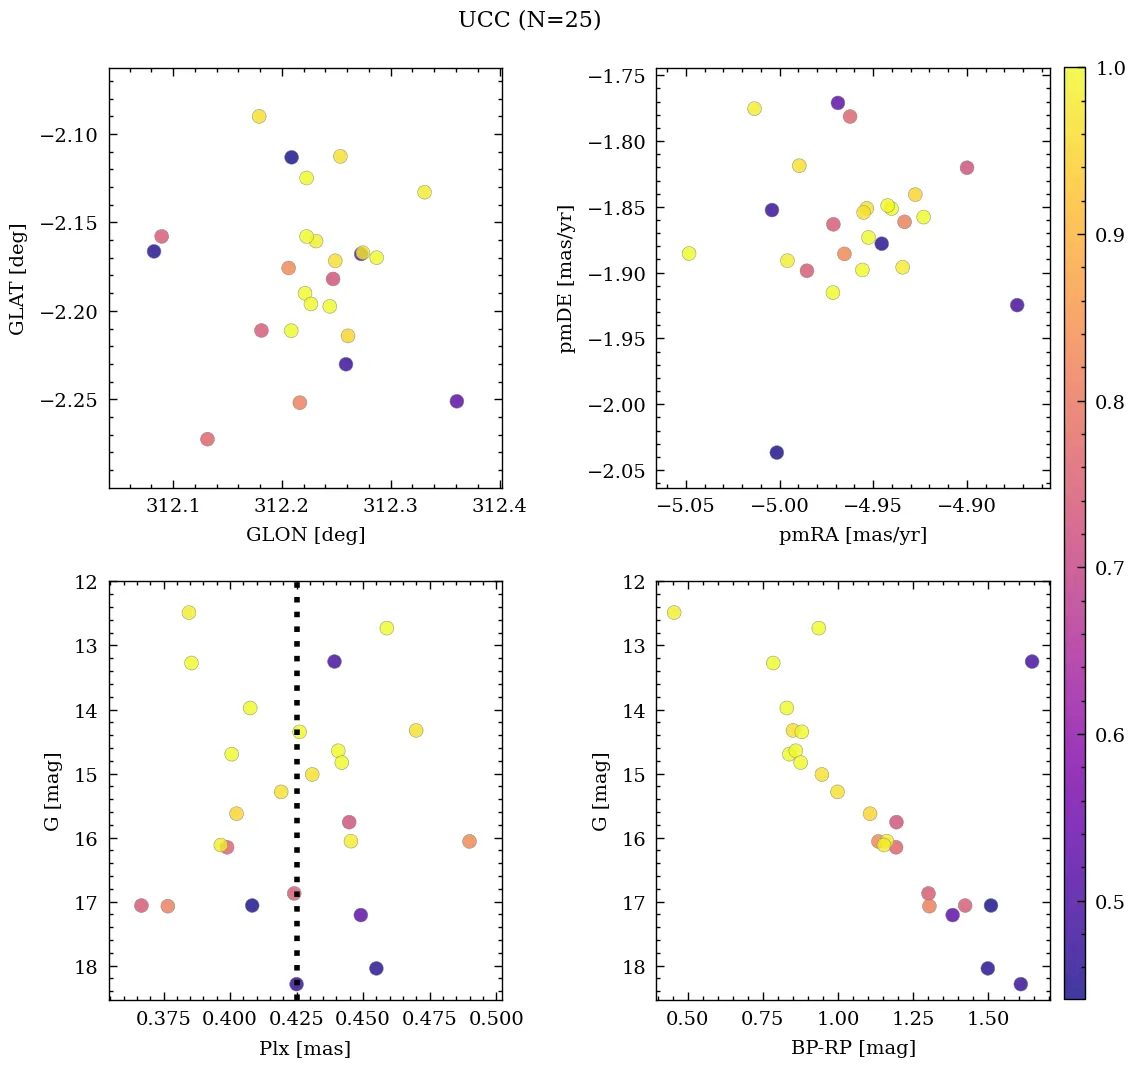 UCC (N=25)
−2.10
−2.15
−2.20
−2.25
GLAT [deg]
312.1 312.2 312.3 312.4
GLON [deg]
−1.75
−1.80
−1.85
−1.90
−1.95
−2.00
−2.05
pmDE [mas/yr]
−5.05 −5.00 −4.95 −4.90
pmRA [mas/yr]
1.0
0.9
0.8
0.7
0.6
0.5
12
13
14
15
16
17
18
G [mag]
0.375 0.400 0.425 0.450 0.475 0.500
Plx [mas]
12
13
14
15
16
17
18
G [mag]
0.50 0.75 1.00 1.25 1.50
BP-RP [mag]